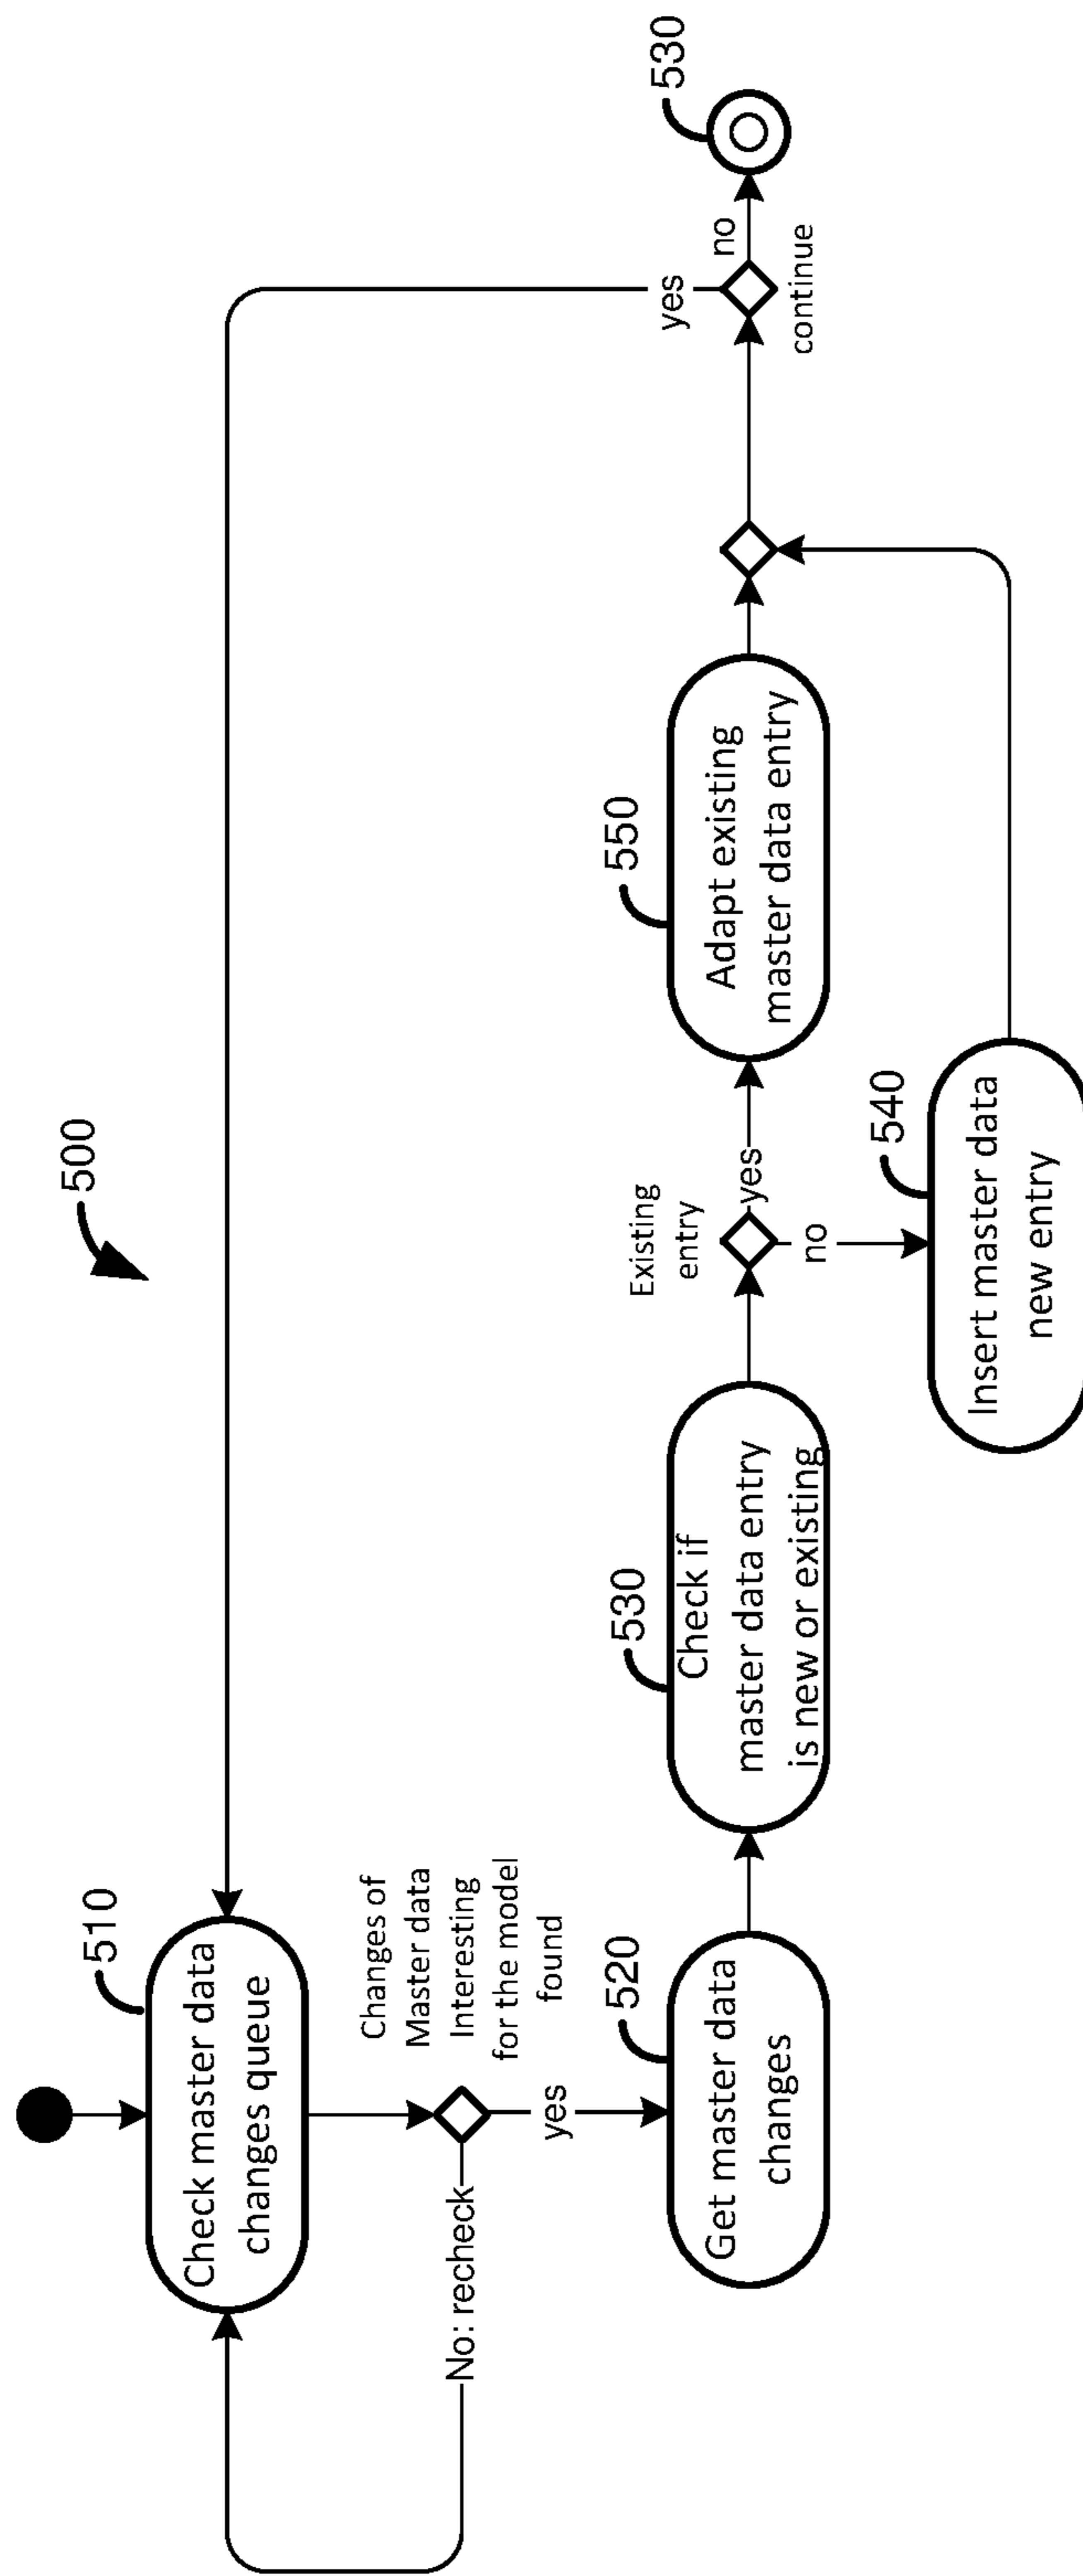 500
510
Check master data
changes queue
Changes of
Master data
Interesting
for the model
found
No: recheck
yes
520
Get master data
changes
530
Check if
master data entry
is new or existing
Existing
entry
yes
no
540
Insert master data
new entry
550
Adapt existing
master data entry
yes
no
continue
530